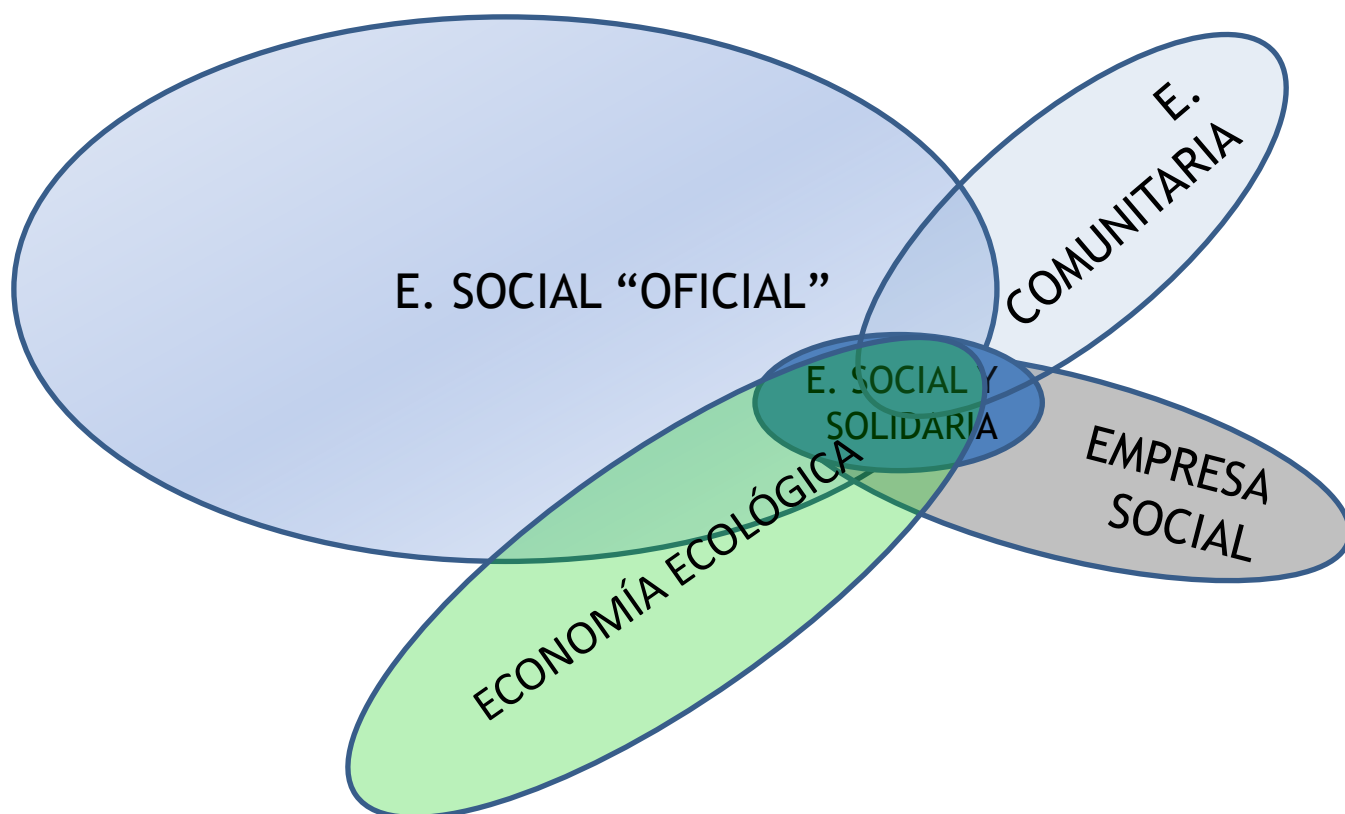 E. SOCIAL “OFICIAL”
E.
COMUNITARIA
E. SOCIAL Y
SOLIDARIA
EMPRESA
SOCIAL
ECONOMÍA ECOLÓGICA